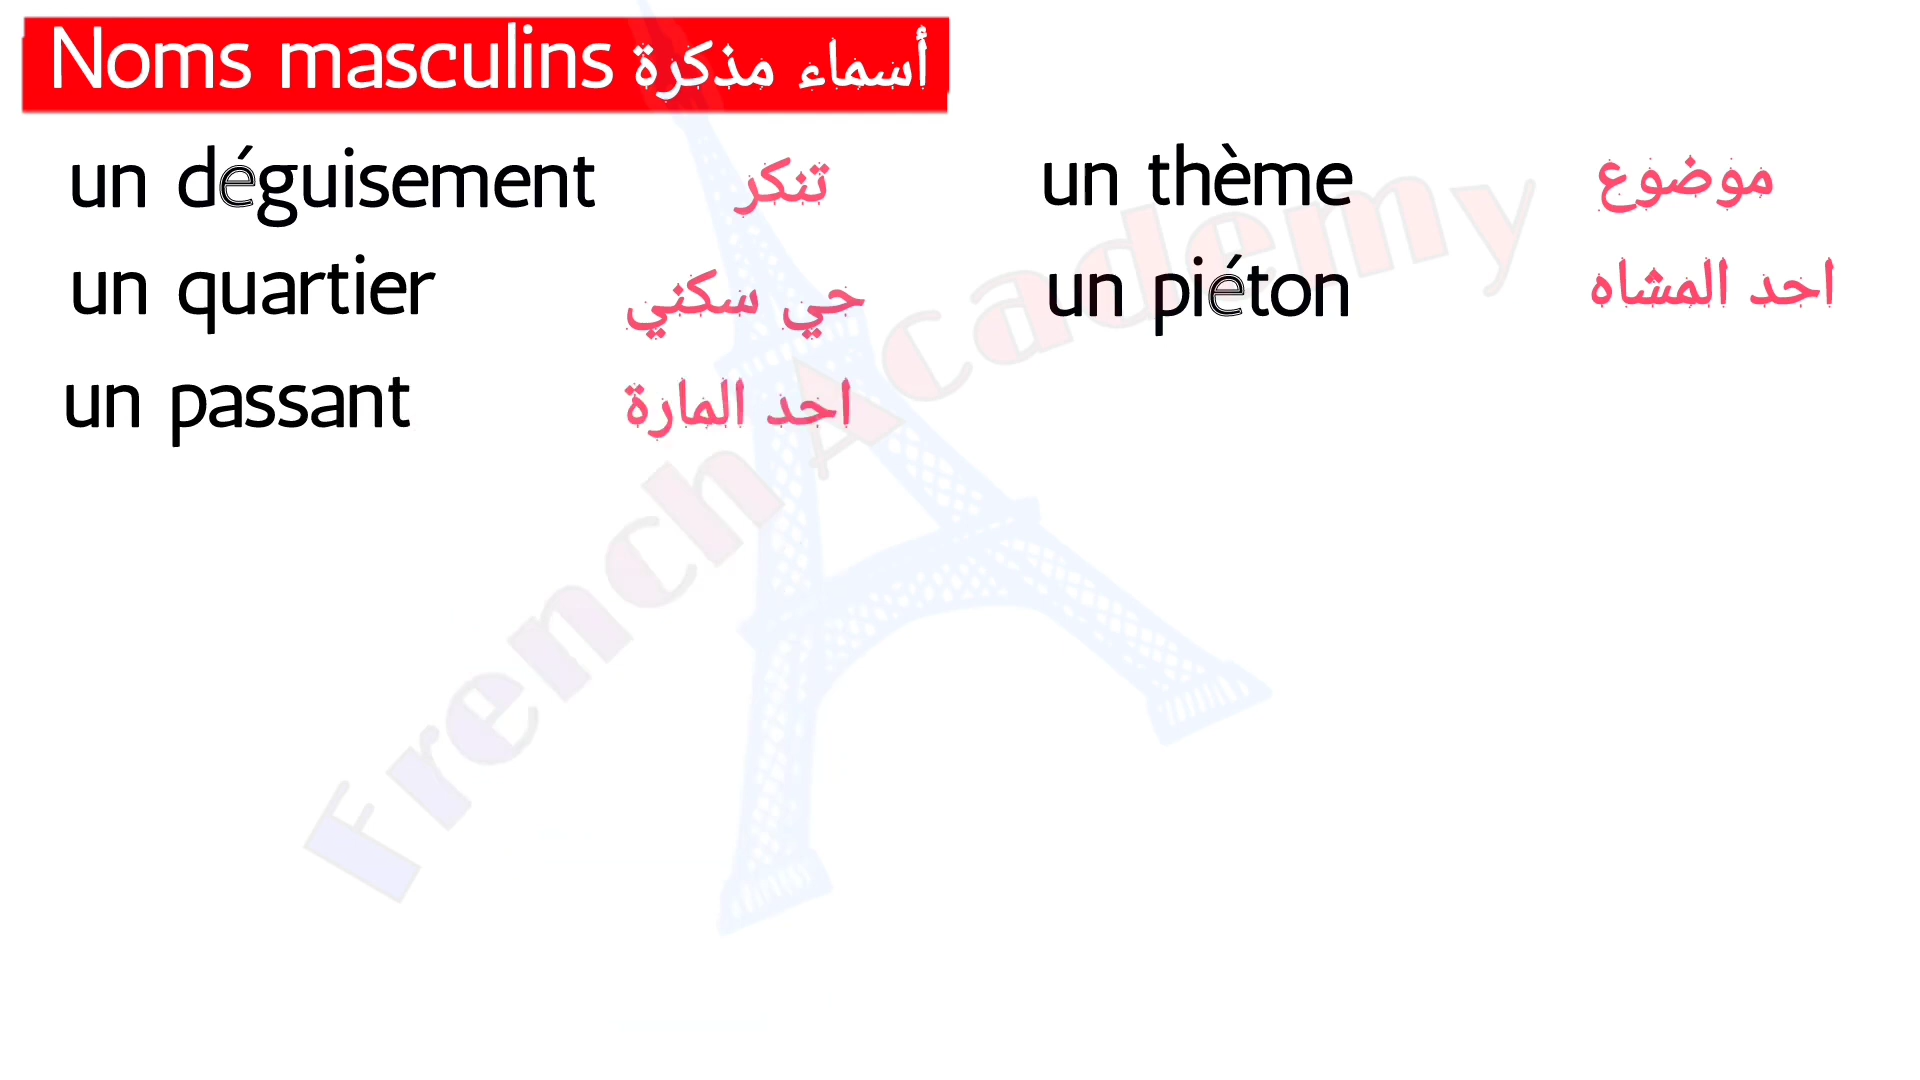 Noms masculins أسماء مذكرة
un déguisement تنكر
un quartier حي سكني
un passant احد المارة
un thème موضوع
un piéton احد المشاه
French Academy